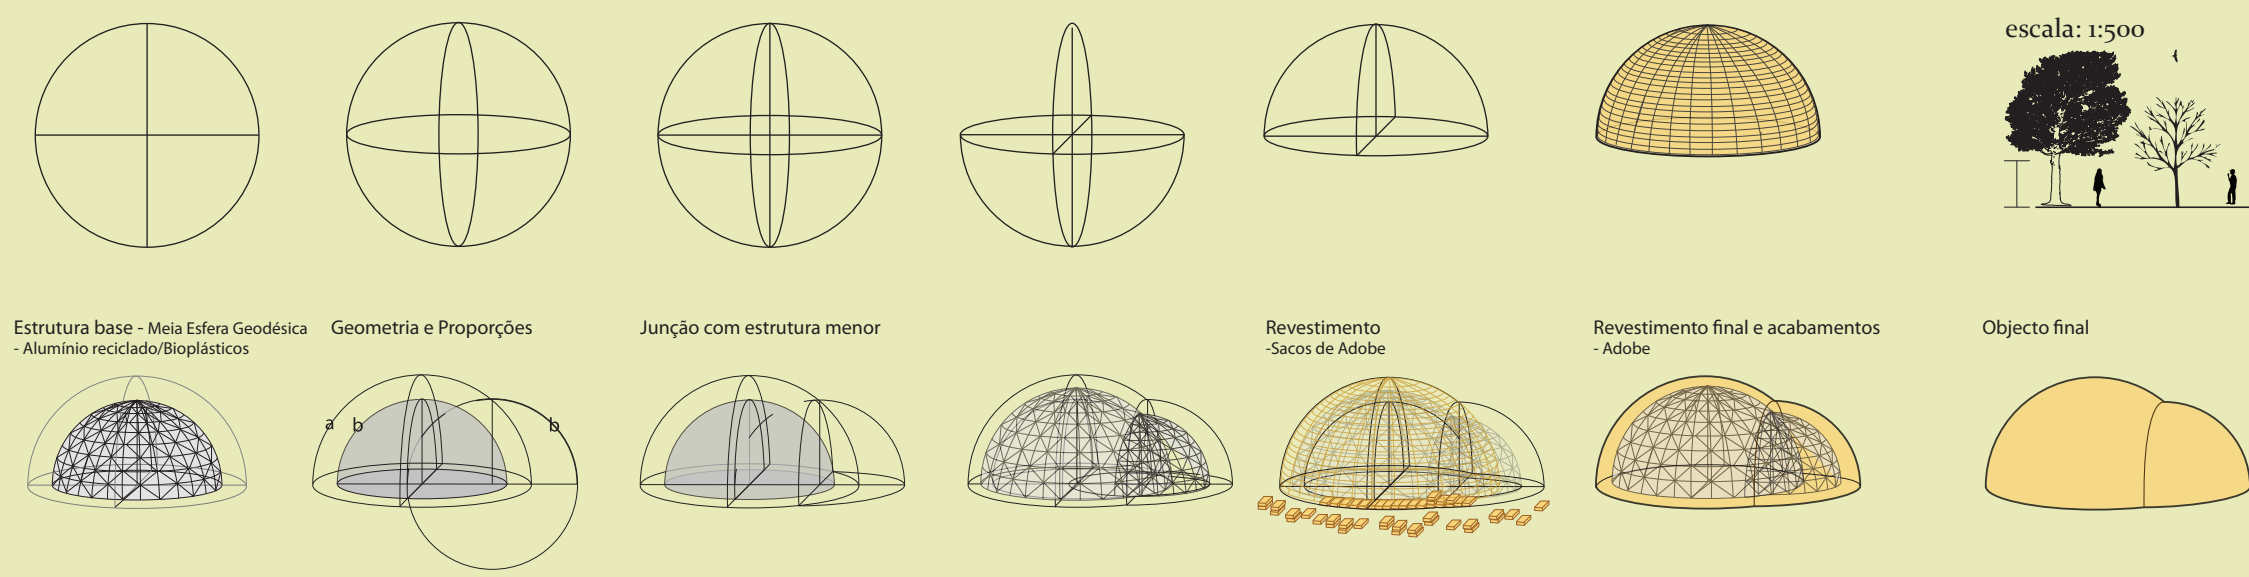 escala: 1:500
Estrutura base - Meia Esfera Geodésica
- Alumínio reciclado/Bioplásticos
Geometria e Proporções
Junção com estrutura menor
Revestimento
-Sacos de Adobe
Revestimento final e acabamentos
- Adobe
Objecto final
a b b